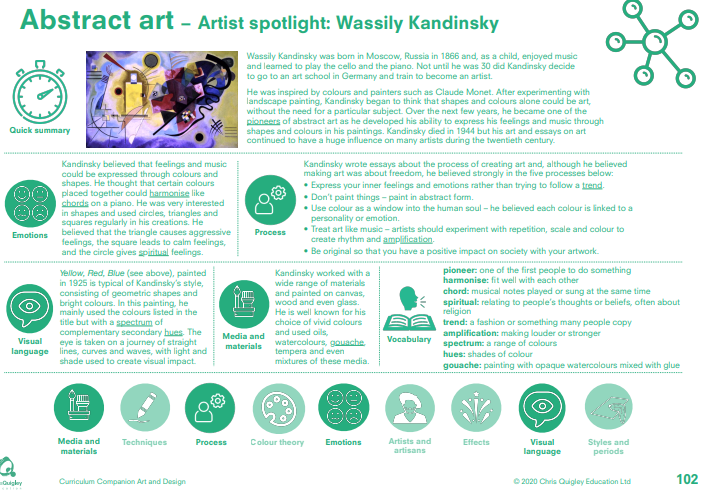 Abstract art – Artist spotlight: Wassily Kandinsky
Quick summary
Wassily Kandinsky was born in Moscow, Russia in 1866 and, as a child, enjoyed music
and learned to play the cello and the piano. Not until he was 30 did Kandinsky decide
to go to an art school in Germany and train to become an artist.
He was inspired by colours and painters such as Claude Monet. After experimenting with
landscape painting, Kandinsky began to think that shapes and colours alone could be art,
without the need for a particular subject. Over the next few years, he became one of the
pioneers of abstract art as he developed his ability to express his feelings and music through
shapes and colours in his paintings. Kandinsky died in 1944 but his art and essays on art
continued to have a huge influence on many artists during the twentieth century.
Emotions
Kandinsky believed that feelings and music
could be expressed through colours and
shapes. He thought that certain colours
placed together could harmonise like
chords on a piano. He was very interested
in shapes and used circles, triangles and
squares regularly in his creations. He
believed that the triangle causes aggressive
feelings, the square leads to calm feelings,
and the circle gives spiritual feelings.
Process
Kandinsky wrote essays about the process of creating art and, although he believed
making art was about freedom, he believed strongly in the five processes below:
• Express your inner feelings and emotions rather than trying to follow a trend.
• Don't paint things – paint in abstract form.
• Use colour as a window into the human soul – he believed each colour is linked to a
personality or emotion.
• Treat art like music – artists should experiment with repetition, scale and colour to
create rhythm and amplification.
• Be original so that you have a positive impact on society with your artwork.
Visual
language
Yellow, Red, Blue (see above), painted
in 1925 is typical of Kandinsky's style,
consisting of geometric shapes and
bright colours. In this painting, he
mainly used the colours listed in the
title but with a spectrum of
complementary secondary hues. The
eye is taken on a journey of straight
lines, curves and waves, with light and
shade used to create visual impact.
Media and
materials
Kandinsky worked with a
wide range of materials
and painted on canvas,
wood and even glass.
He is well known for his
choice of vivid colours
and used oils,
watercolours, gouache,
tempera and even
mixtures of these media.
Vocabulary
pioneer: one of the first people to do something
harmonise: fit well with each other
chord: musical notes played or sung at the same time
spiritual: relating to people's thoughts or beliefs, often about
religion
trend: a fashion or something many people copy
amplification: making louder or stronger
spectrum: a range of colours
hues: shades of colour
gouache: painting with opaque watercolours mixed with glue
Media and
materials
Techniques
Process
Colour theory
Emotions
Artists and
artisans
Effects
Visual
language
Styles and
periods
Quigley
Curriculum Companion Art and Design
© 2020 Chris Quigley Education Ltd
102